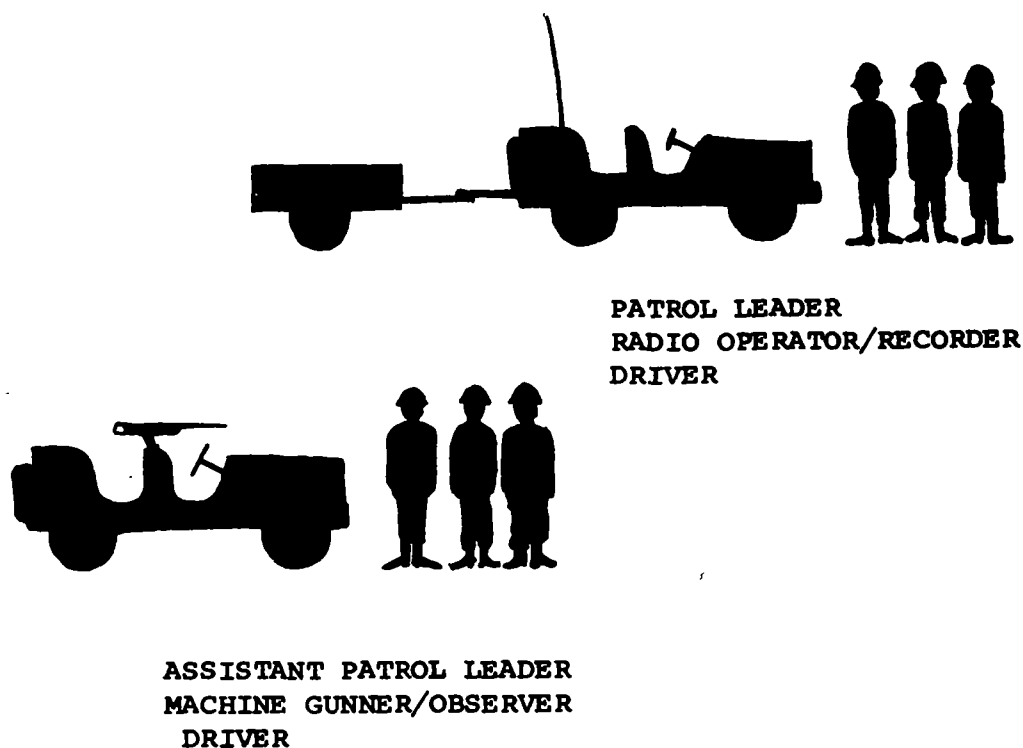 PATROL LEADER
RADIO OPERATOR/RECORDER
DRIVER
ASSISTANT PATROL LEADER
MACHINE GUNNER/OBSERVER
DRIVER